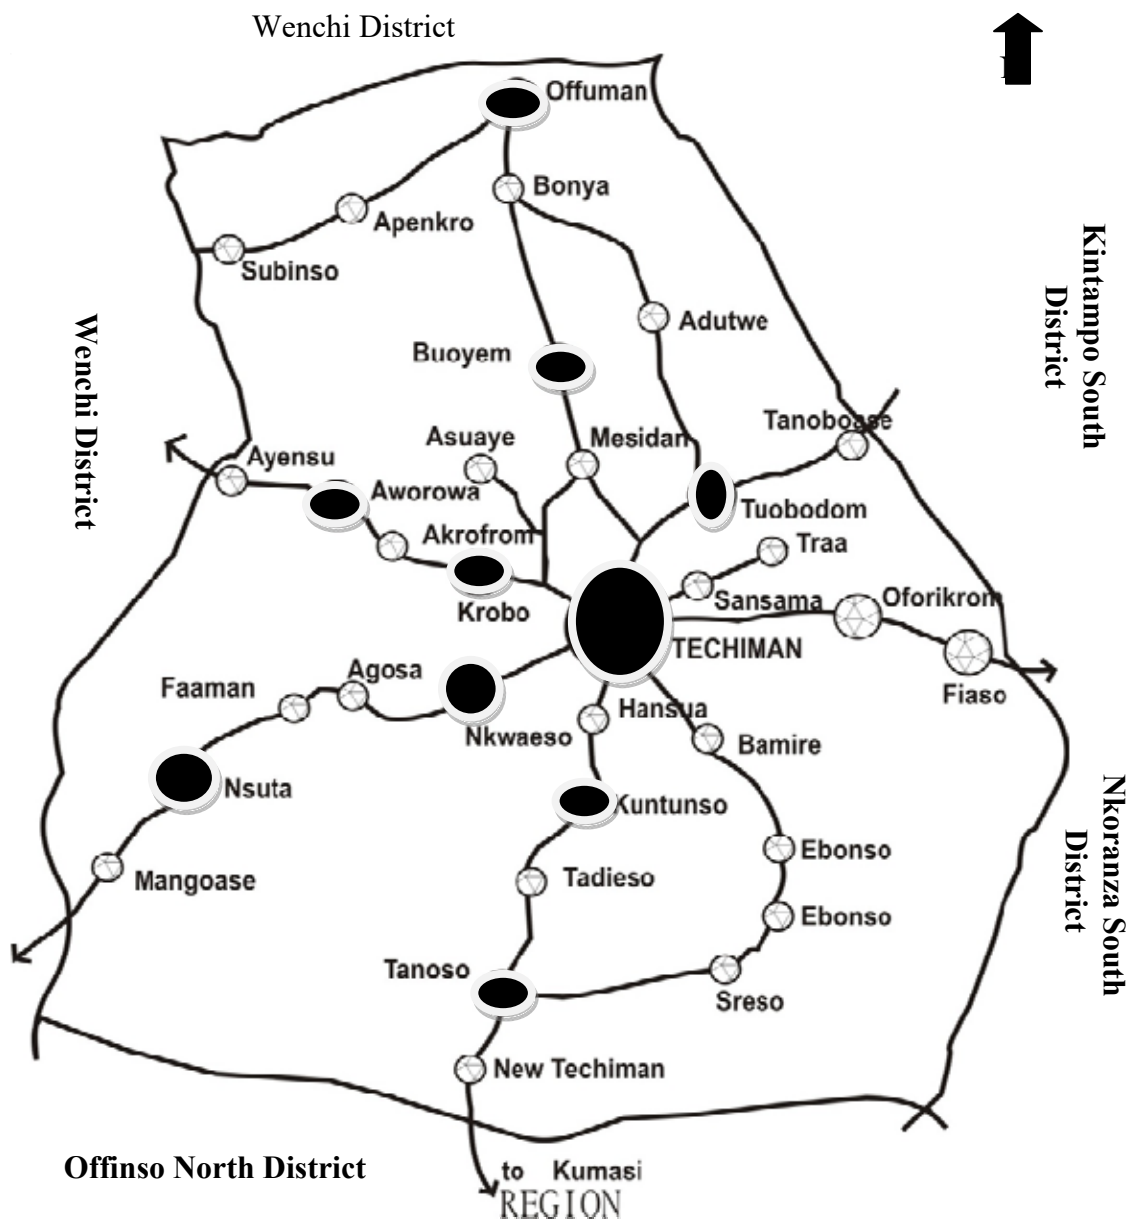 Wenchi District
Offuman
Bonya
Apenkro
Subinso
Kintampo South
District
Adutwe
Wenchi District
Buoyem
Tanoboase
Asuaye
Mesidan
Ayensu
Aworowa
Tuobodom
Akrofrom
Traa
Krobo
Sansama
Oforikrom
TECHIMAN
Agosa
Faaman
Hansua
Fiaso
Nkwaeso
Bamire
Nsuta
Kuntunso
Nkoranza South
District
Ebonso
Mangoase
Tadieso
Ebonso
Tanoso
Sreso
New Techiman
Offinso North District
to Kumasi
REGION